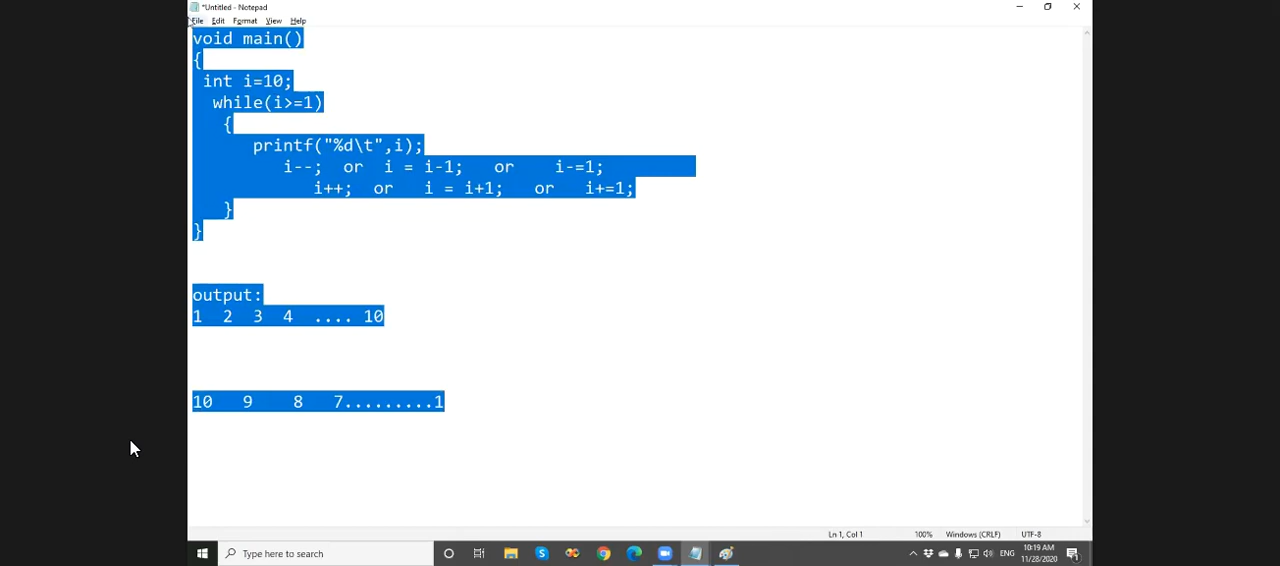 *Untitled - Notepad
File Edit Format View Help
void main()
{
int i=10;
while(i>=1)
{
printf("%d\t",i);
i--; or i = i-1; or i-=1;
i++; or i = i+1; or i+=1;
}
}
output:
1 2 3 4 .... 10
10 9 8 7.........1
Ln 1, Col 1 100% Windows (CRLF) UTF-8
Type here to search
ENG
10:19 AM
11/28/2020